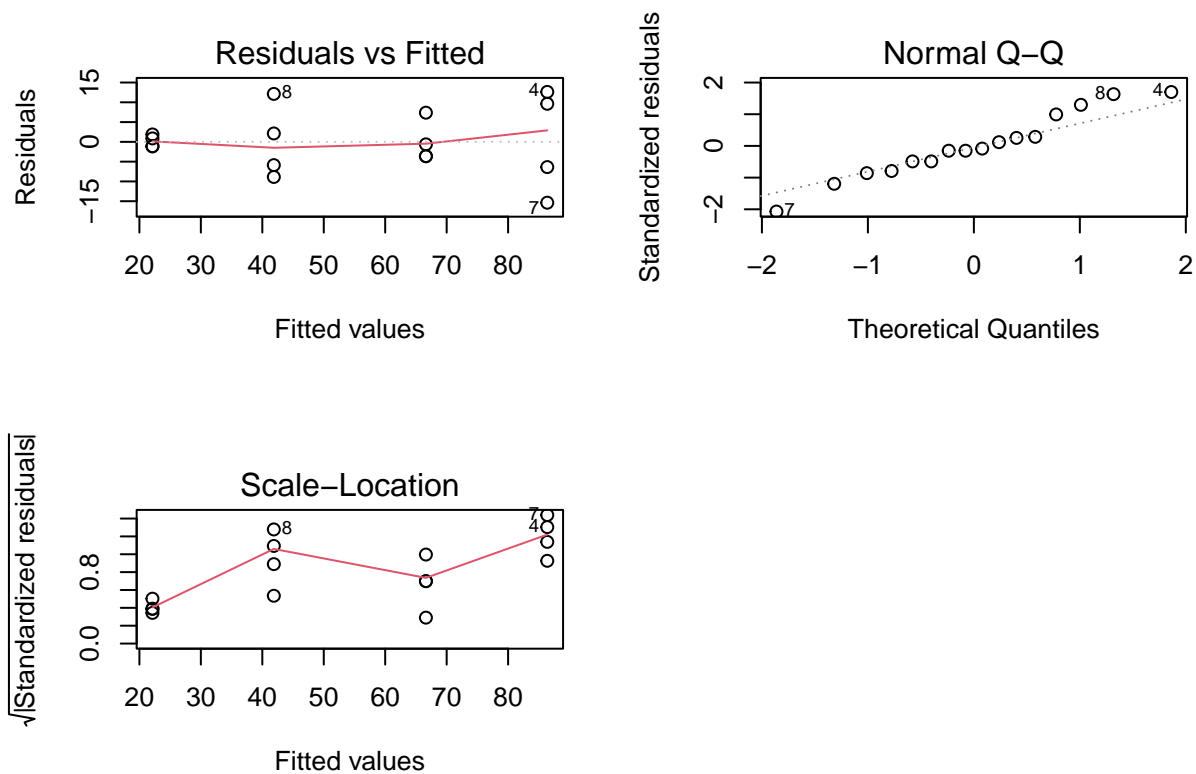 Residuals vs Fitted
Residuals
15
0
−15
8
4
7
20 30 40 50 60 70 80
Fitted values
Normal Q−Q
Standardized residuals
2
0
−2
8
4
7
−2 −1 0 1 2
Theoretical Quantiles
Scale−Location
√|Standardized residuals|
0.8
0.0
8
7
4
20 30 40 50 60 70 80
Fitted values